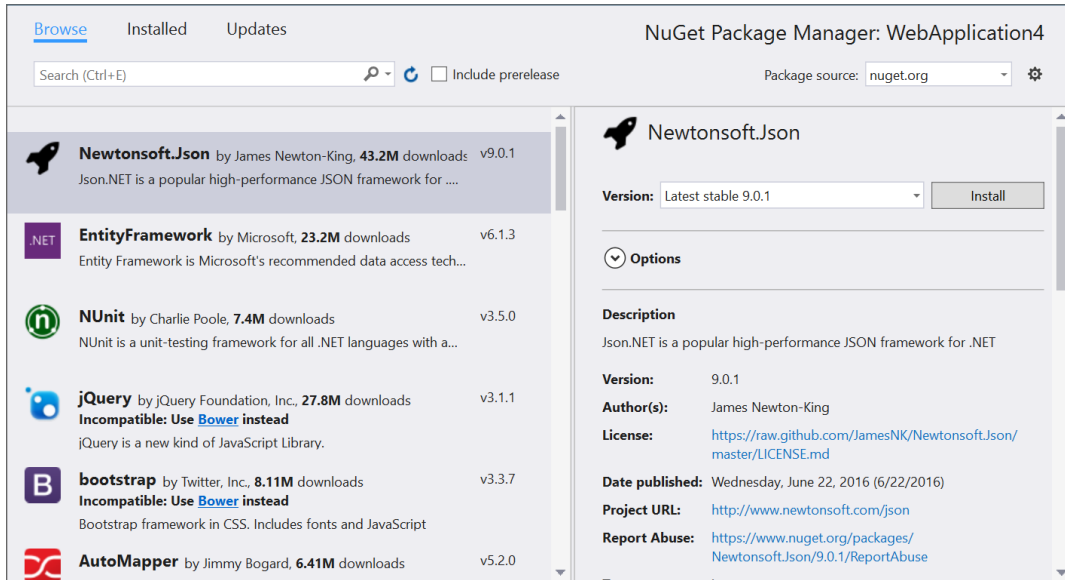 Browse Installed Updates
NuGet Package Manager: WebApplication4
Search (Ctrl+E)
Include prerelease
Package source: nuget.org
Newtonsoft.Json by James Newton-King, 43.2M downloads v9.0.1
Json.NET is a popular high-performance JSON framework for ....
.NET
EntityFramework by Microsoft, 23.2M downloads v6.1.3
Entity Framework is Microsoft's recommended data access tech...
n
NUnit by Charlie Poole, 7.4M downloads v3.5.0
NUnit is a unit-testing framework for all .NET languages with a...
jQuery by jQuery Foundation, Inc., 27.8M downloads v3.1.1
Incompatible: Use Bower instead
jQuery is a new kind of JavaScript Library.
B
bootstrap by Twitter, Inc., 8.11M downloads v3.3.7
Incompatible: Use Bower instead
Bootstrap framework in CSS. Includes fonts and JavaScript
AutoMapper by Jimmy Bogard, 6.41M downloads v5.2.0
Newtonsoft.Json
Version: Latest stable 9.0.1 Install
Options
Description
Json.NET is a popular high-performance JSON framework for .NET
Version: 9.0.1
Author(s): James Newton-King
License: https://raw.github.com/JamesNK/Newtonsoft.Json/
master/LICENSE.md
Date published: Wednesday, June 22, 2016 (6/22/2016)
Project URL: http://www.newtonsoft.com/json
Report Abuse: https://www.nuget.org/packages/
Newtonsoft.Json/9.0.1/ReportAbuse